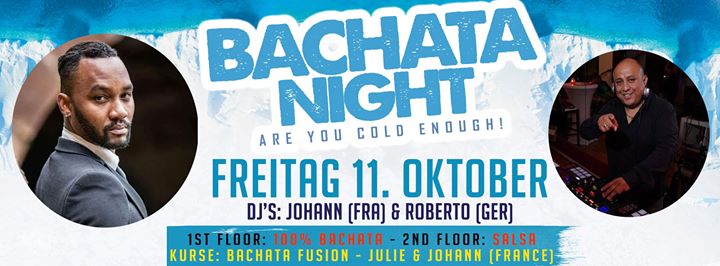 BACHATA
NIGHT
ARE YOU COLD ENOUGH!
FREITAG 11. OKTOBER
DJ'S: JOHANN (FRA) & ROBERTO (GER)
1ST FLOOR: 100% BACHATA - 2ND FLOOR: SALSA
KURSE: BACHATA FUSION - JULIE & JOHANN (FRANCE)